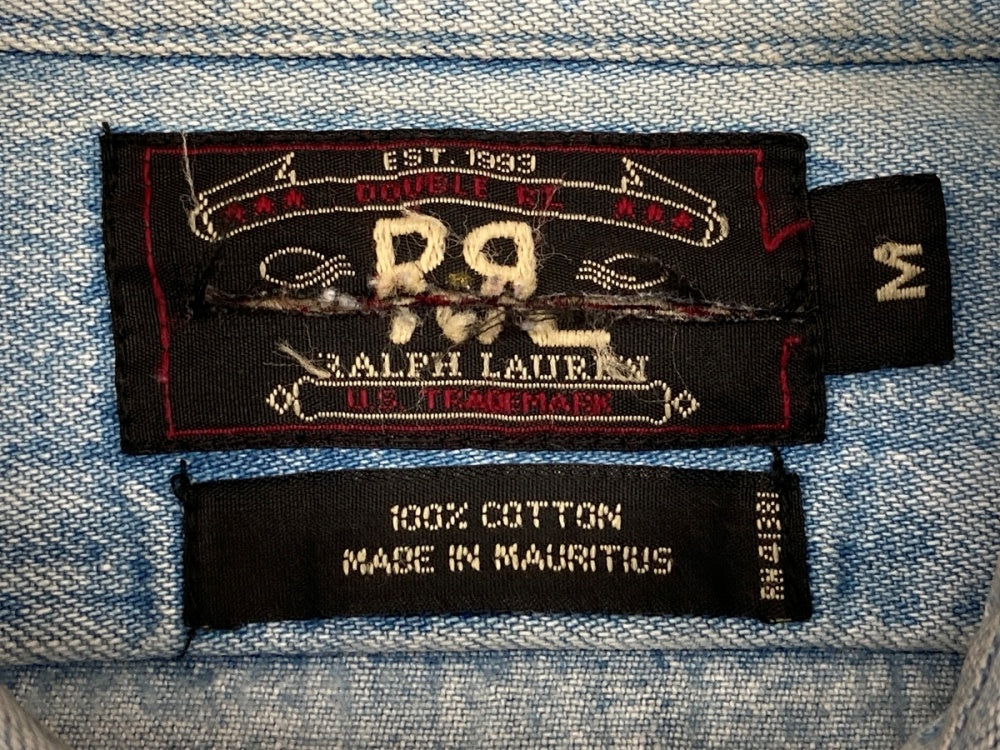 EST. 1993
DOUBLE RL
RRL
RALPH LAUREN
U.S. TRADEMARK
M
100% COTTON
MADE IN MAURITIUS